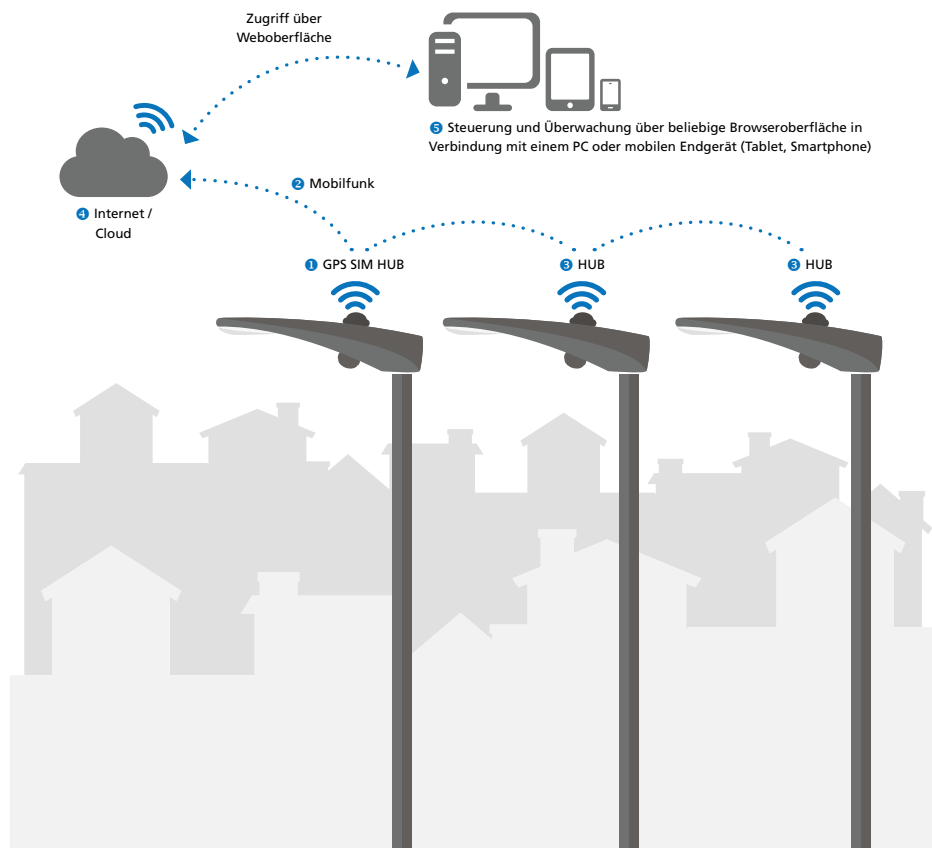 Zugriff über
Weboberfläche
❺ Steuerung und Überwachung über beliebige Browseroberfläche in
Verbindung mit einem PC oder mobilen Endgerät (Tablet, Smartphone)
❷ Mobilfunk
❹ Internet /
Cloud
❶ GPS SIM HUB
❸ HUB
❸ HUB